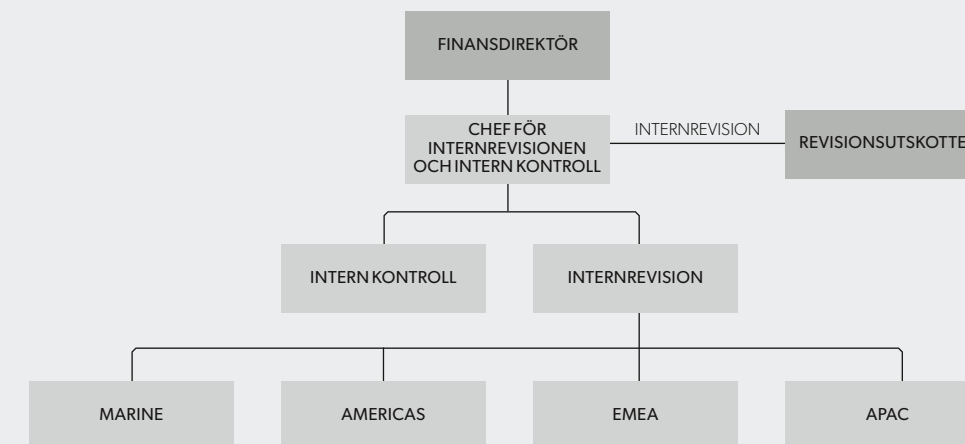 FINANSDIREKTÖR
CHEF FÖR
INTERNREVISIONEN
OCH INTERN KONTROLL
INTERNREVISION
REVISIONSUTSKOTTE
INTERN KONTROLL
INTERNREVISION
MARINE
AMERICAS
EMEA
APAC